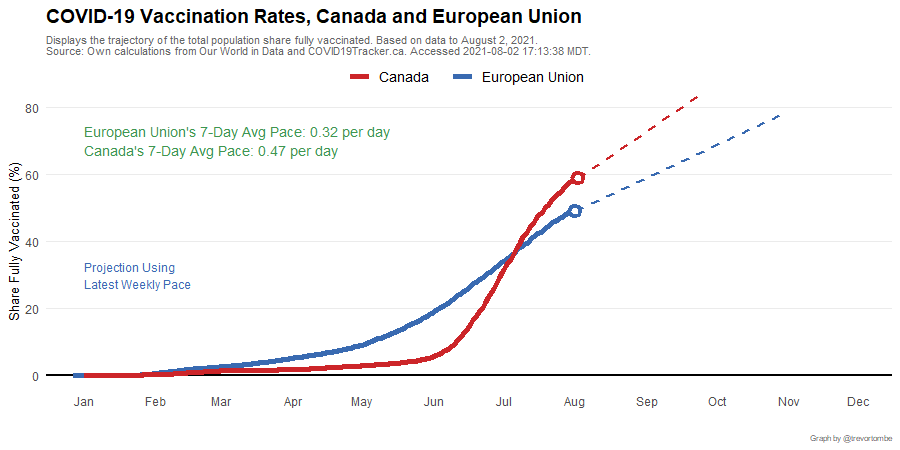 COVID-19 Vaccination Rates, Canada and European Union
Displays the trajectory of the total population share fully vaccinated. Based on data to August 2, 2021.
Source: Own calculations from Our World in Data and COVID19Tracker.ca. Accessed 2021-08-02 17:13:38 MDT.
Canada European Union
80
European Union's 7-Day Avg Pace: 0.32 per day
Canada's 7-Day Avg Pace: 0.47 per day
60
Share Fully Vaccinated (%)
40
Projection Using
Latest Weekly Pace
20
0
Jan Feb Mar Apr May Jun Jul Aug Sep Oct Nov Dec
Graph by @trevortombe